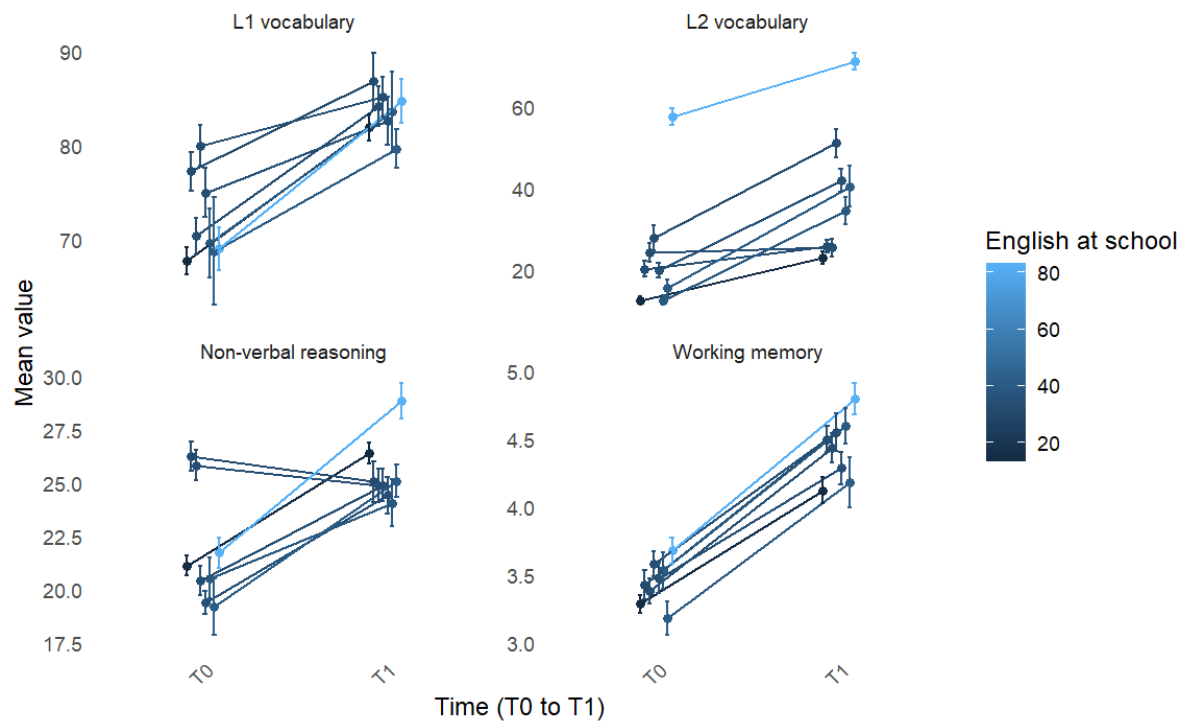 L1 vocabulary
L2 vocabulary
90
80
70
60
40
20
Non-verbal reasoning
Working memory
30.0
27.5
25.0
22.5
20.0
17.5
5.0
4.5
4.0
3.5
3.0
T0
T1
T0
T1
Mean value
Time (T0 to T1)
English at school
80
60
40
20